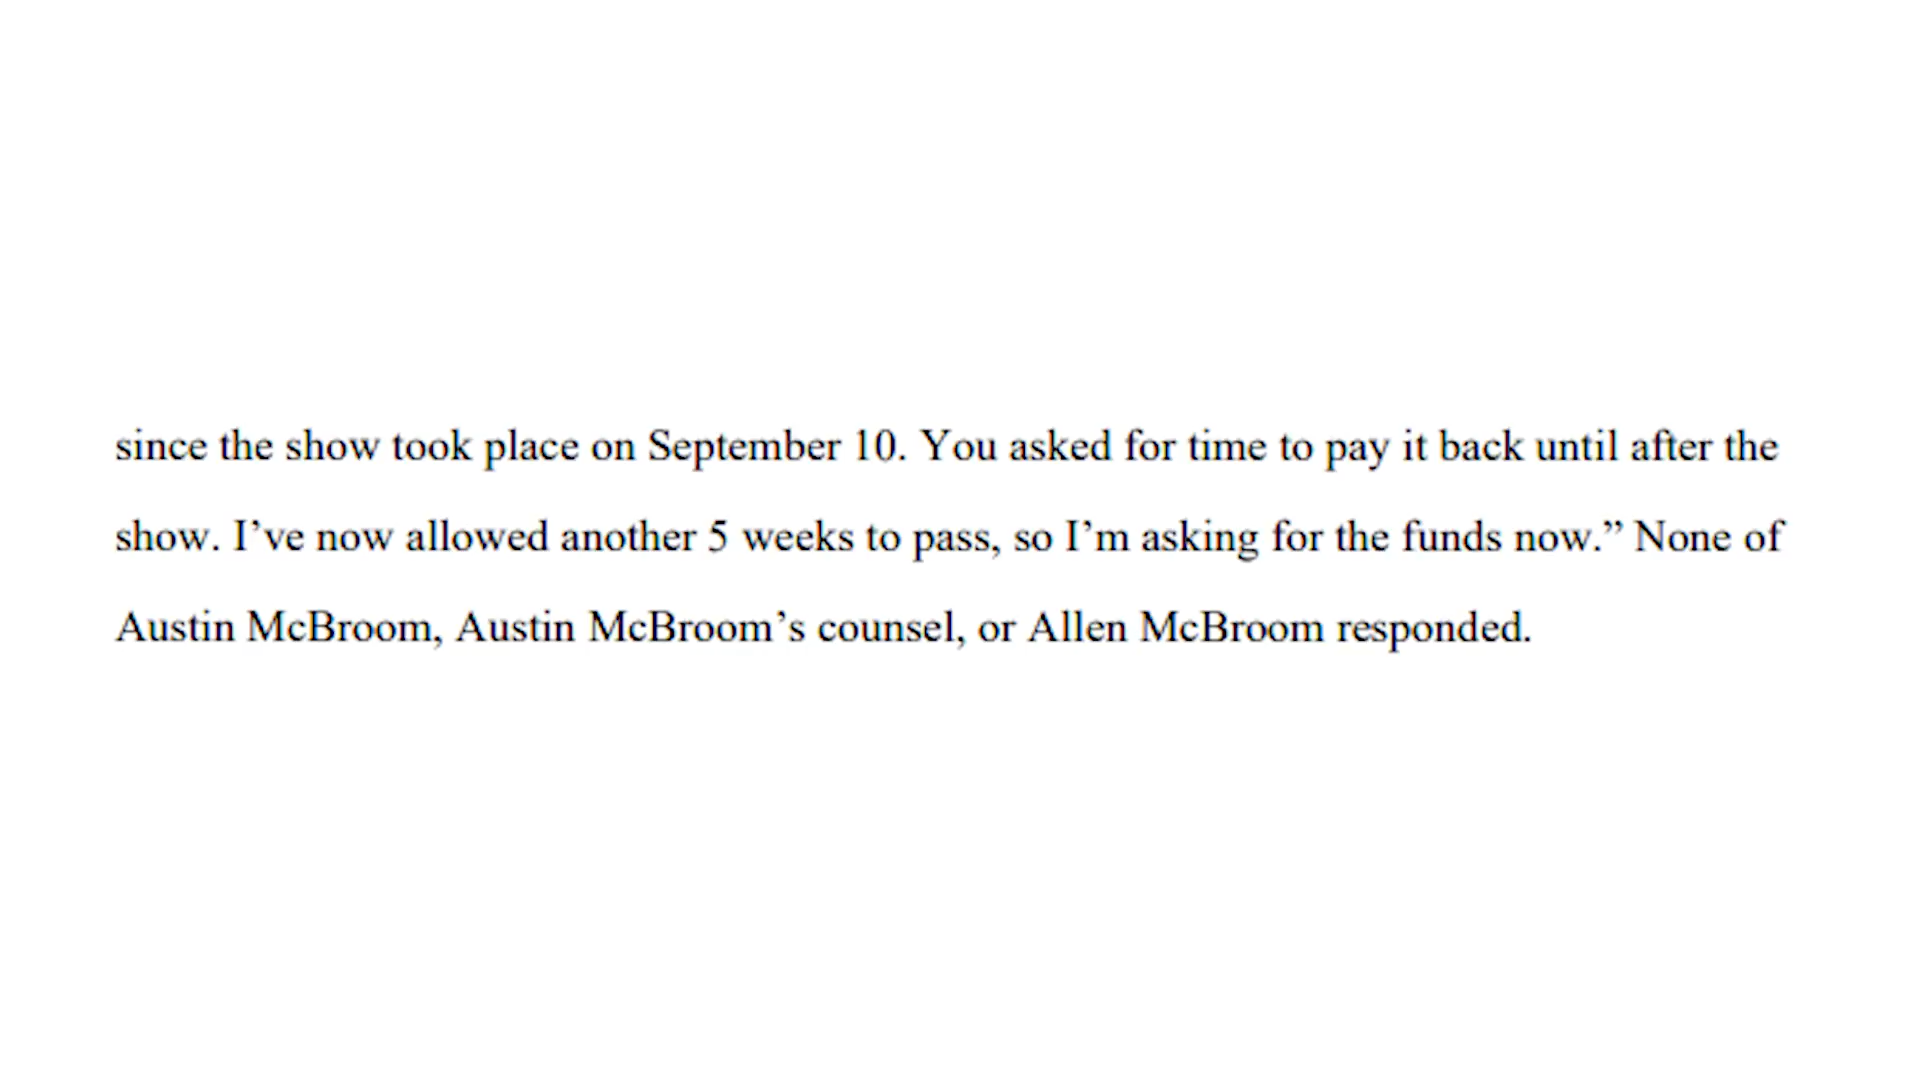 since the show took place on September 10. You asked for time to pay it back until after the
show. I’ve now allowed another 5 weeks to pass, so I’m asking for the funds now.” None of
Austin McBroom, Austin McBroom’s counsel, or Allen McBroom responded.